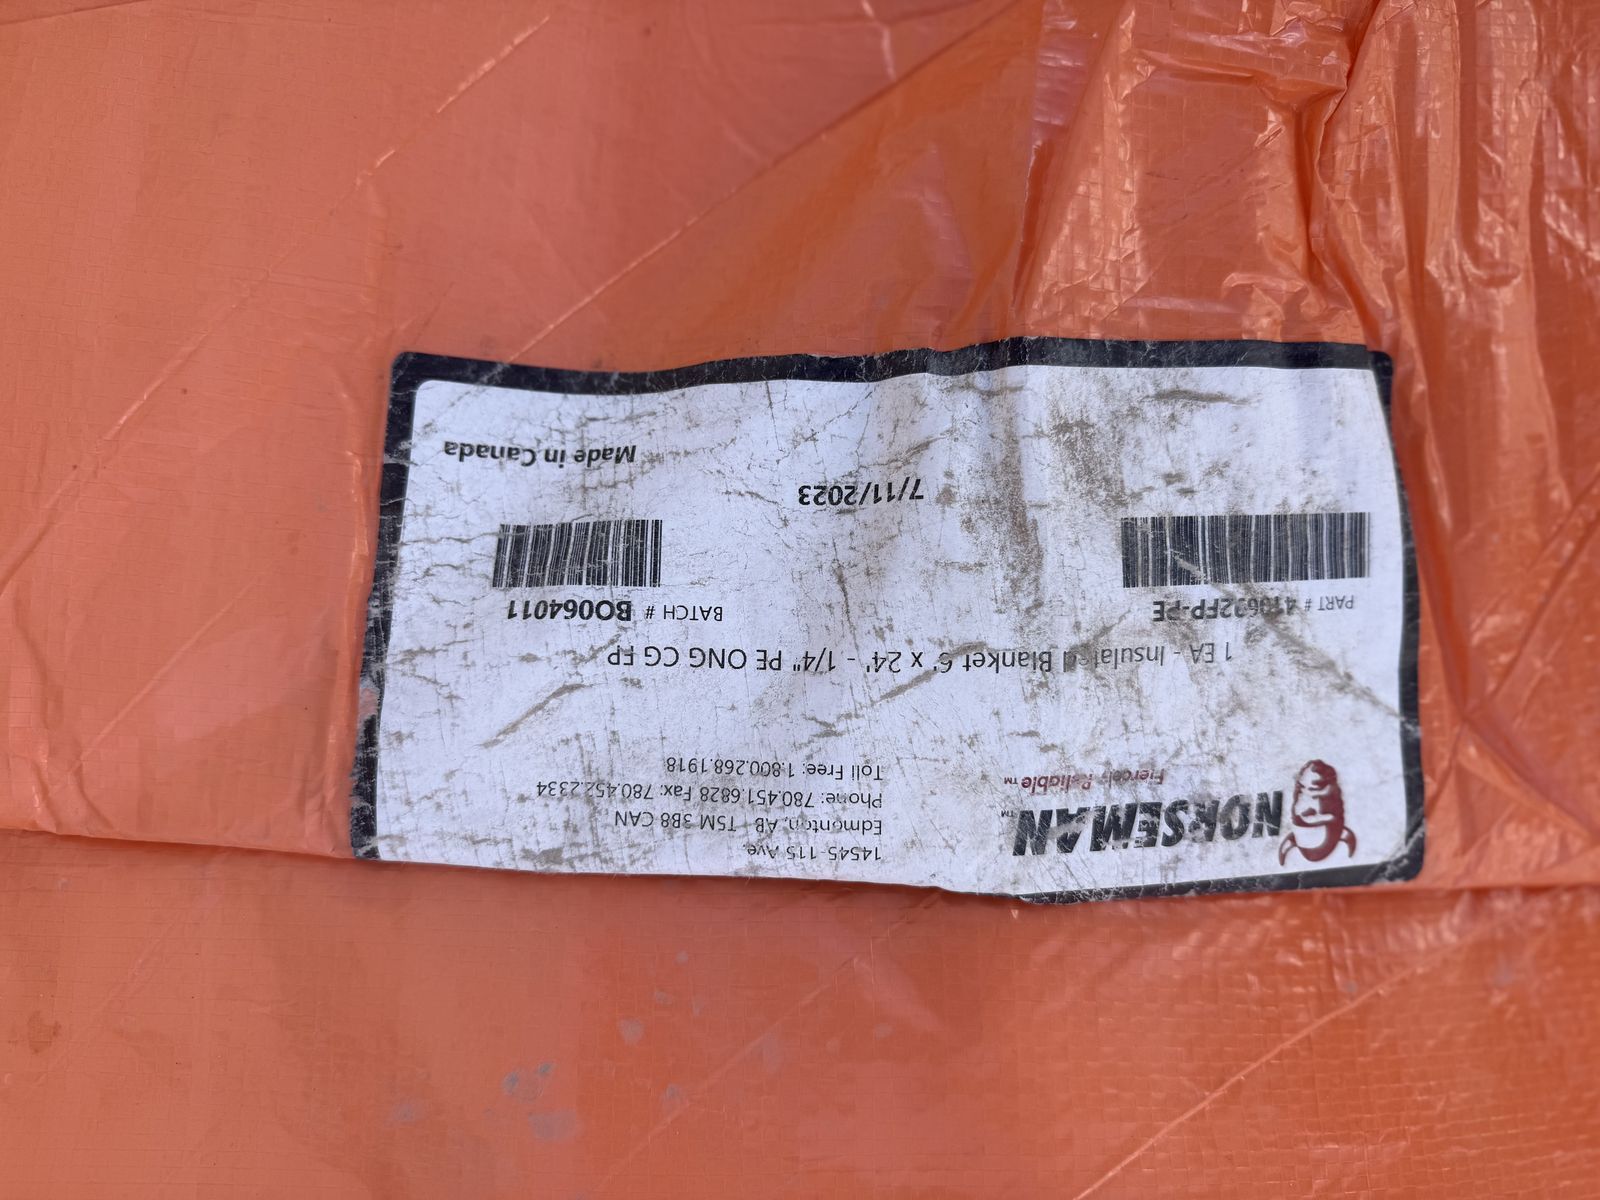 NORSEMAN™
Fiercely Reliable™
14545-115 Ave.
Edmonton, AB T5M 3B8 CAN
Phone: 780.451.6828 Fax: 780.452.2334
Toll Free: 1.800.268.1918
1 EA - Insulated Blanket 6' x 24' - 1/4" PE ONG CG FP
PART #
BATCH # BO064011
7/11/2023
Made in Canada